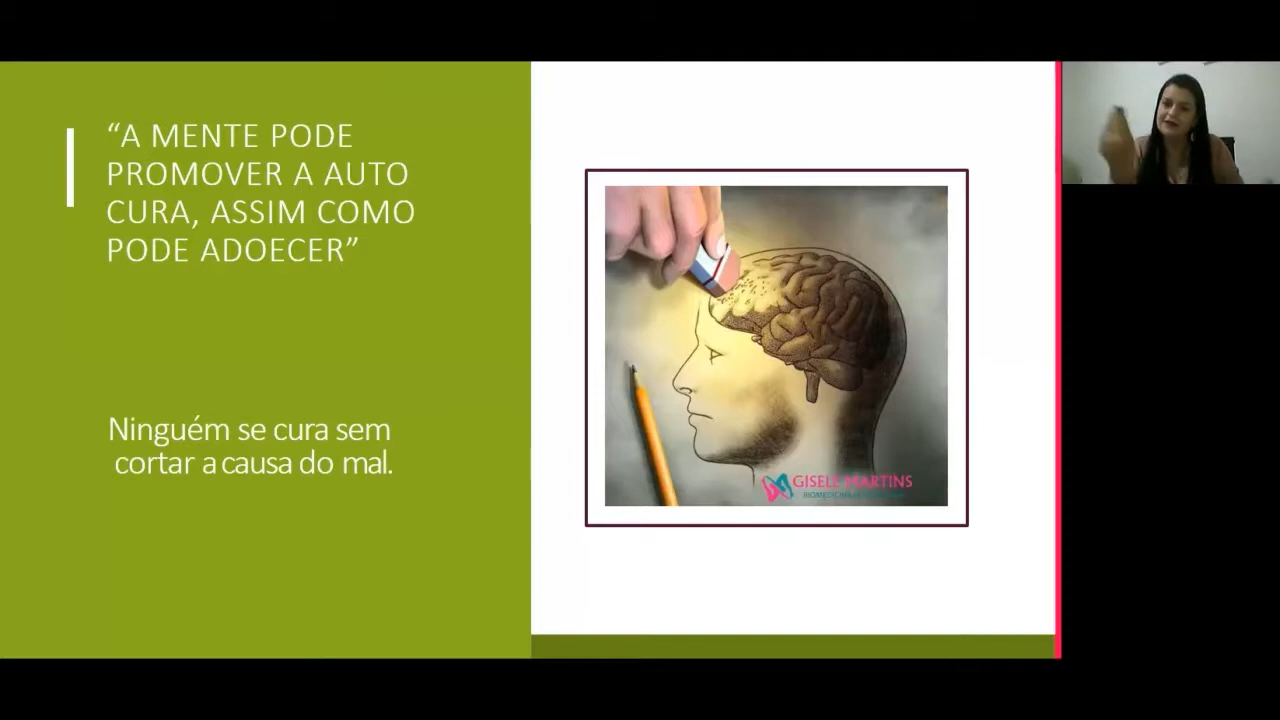 “A MENTE PODE
PROMOVER A AUTO
CURA, ASSIM COMO
PODE ADOECER”
Ninguém se cura sem
cortar a causa do mal.
GISELE MARTINS